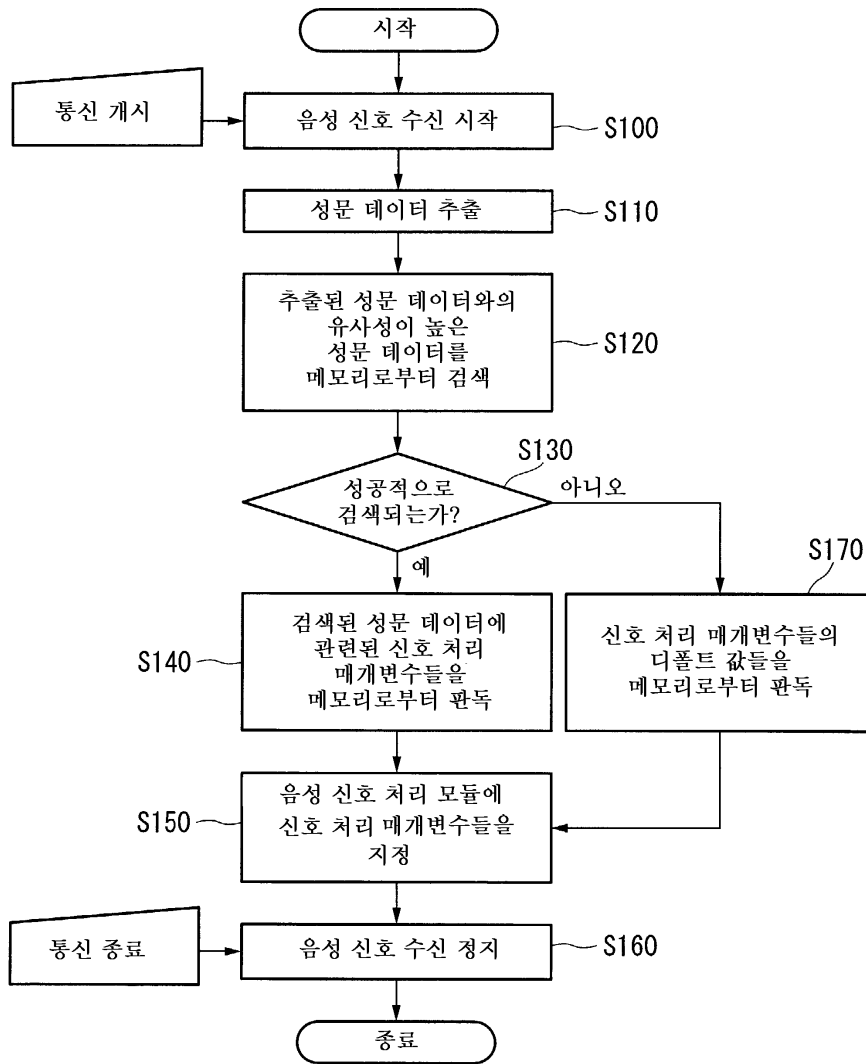 시작
통신 개시
음성 신호 수신 시작
S100
성문 데이터 추출
S110
추출된 성문 데이터와의
유사성이 높은
성문 데이터를
메모리로부터 검색
S120
S130
성공적으로
검색되는가?
아니오
예
S170
S140
검색된 성문 데이터에
관련된 신호 처리
매개변수들을
메모리로부터 판독
신호 처리 매개변수들의
디폴트 값들을
메모리로부터 판독
S150
음성 신호 처리 모듈에
신호 처리 매개변수들을
지정
통신 종료
음성 신호 수신 정지
S160
종료